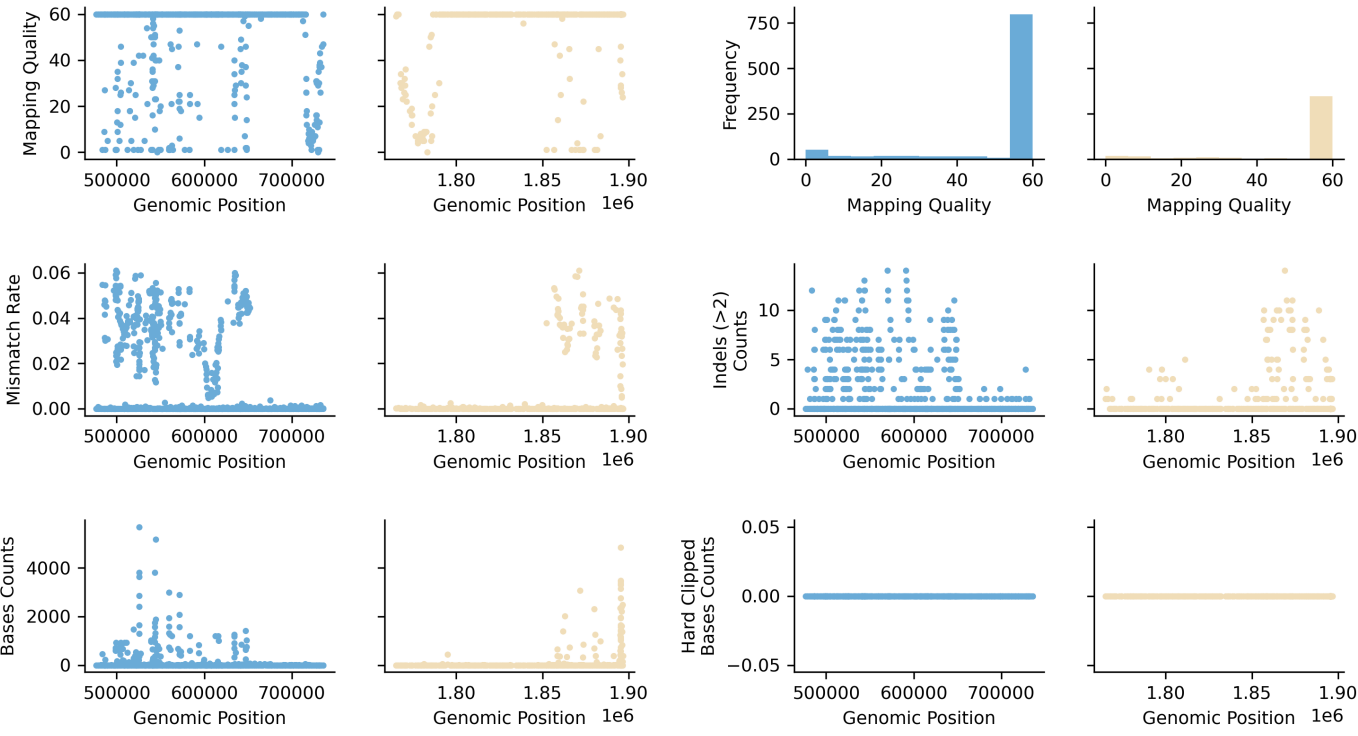 60
40
20
0
Mapping Quality
500000 600000 700000
Genomic Position
1.80 1.85 1.90
Genomic Position 1e6
750
500
250
0
Frequency
0 20 40 60
Mapping Quality
0 20 40 60
Mapping Quality
0.06
0.04
0.02
0.00
Mismatch Rate
500000 600000 700000
Genomic Position
1.80 1.85 1.90
Genomic Position 1e6
10
5
0
Indels (>2)
Counts
500000 600000 700000
Genomic Position
1.80 1.85 1.90
Genomic Position 1e6
4000
2000
0
Bases Counts
500000 600000 700000
Genomic Position
1.80 1.85 1.90
Genomic Position 1e6
0.05
0.00
−0.05
Hard Clipped
Bases Counts
500000 600000 700000
Genomic Position
1.80 1.85 1.90
Genomic Position 1e6